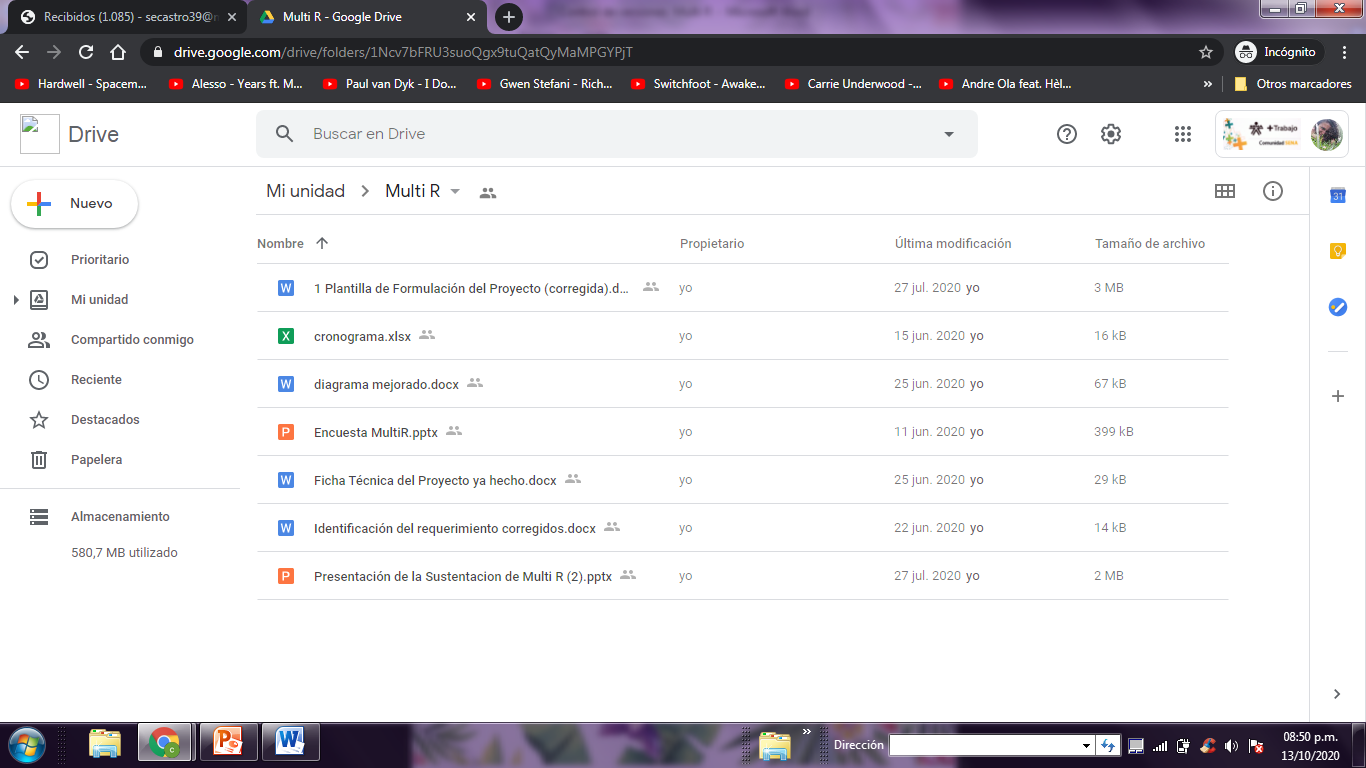 Recibidos (1.085) - secastro39@m
Multi R - Google Drive
drive.google.com/drive/folders/1Ncv7bFRU3suoQgx9tuQatQyMaMPGYPjT
Incógnito
Hardwell - Spacem...
Alesso - Years ft. M...
Paul van Dyk - I Do...
Gwen Stefani - Rich...
Switchfoot - Awake...
Carrie Underwood -...
Andre Ola feat. Hèl...
»
Otros marcadores
Drive
Buscar en Drive
+Trabajo
Comunidad SENA
Nuevo
Mi unidad > Multi R
31
Prioritario
Mi unidad
Compartido conmigo
Reciente
Destacados
Papelera
Almacenamiento
580,7 MB utilizado
Nombre Propietario Última modificación Tamaño de archivo
W 1 Plantilla de Formulación del Proyecto (corregida).d... yo 27 jul. 2020 yo 3 MB
X cronograma.xlsx yo 15 jun. 2020 yo 16 kB
W diagrama mejorado.docx yo 25 jun. 2020 yo 67 kB
P Encuesta MultiR.pptx yo 11 jun. 2020 yo 399 kB
W Ficha Técnica del Proyecto ya hecho.docx yo 25 jun. 2020 yo 29 kB
W Identificación del requerimiento corregidos.docx yo 22 jun. 2020 yo 14 kB
P Presentación de la Sustentacion de Multi R (2).pptx yo 27 jul. 2020 yo 2 MB
»
Dirección
08:50 p.m.
13/10/2020